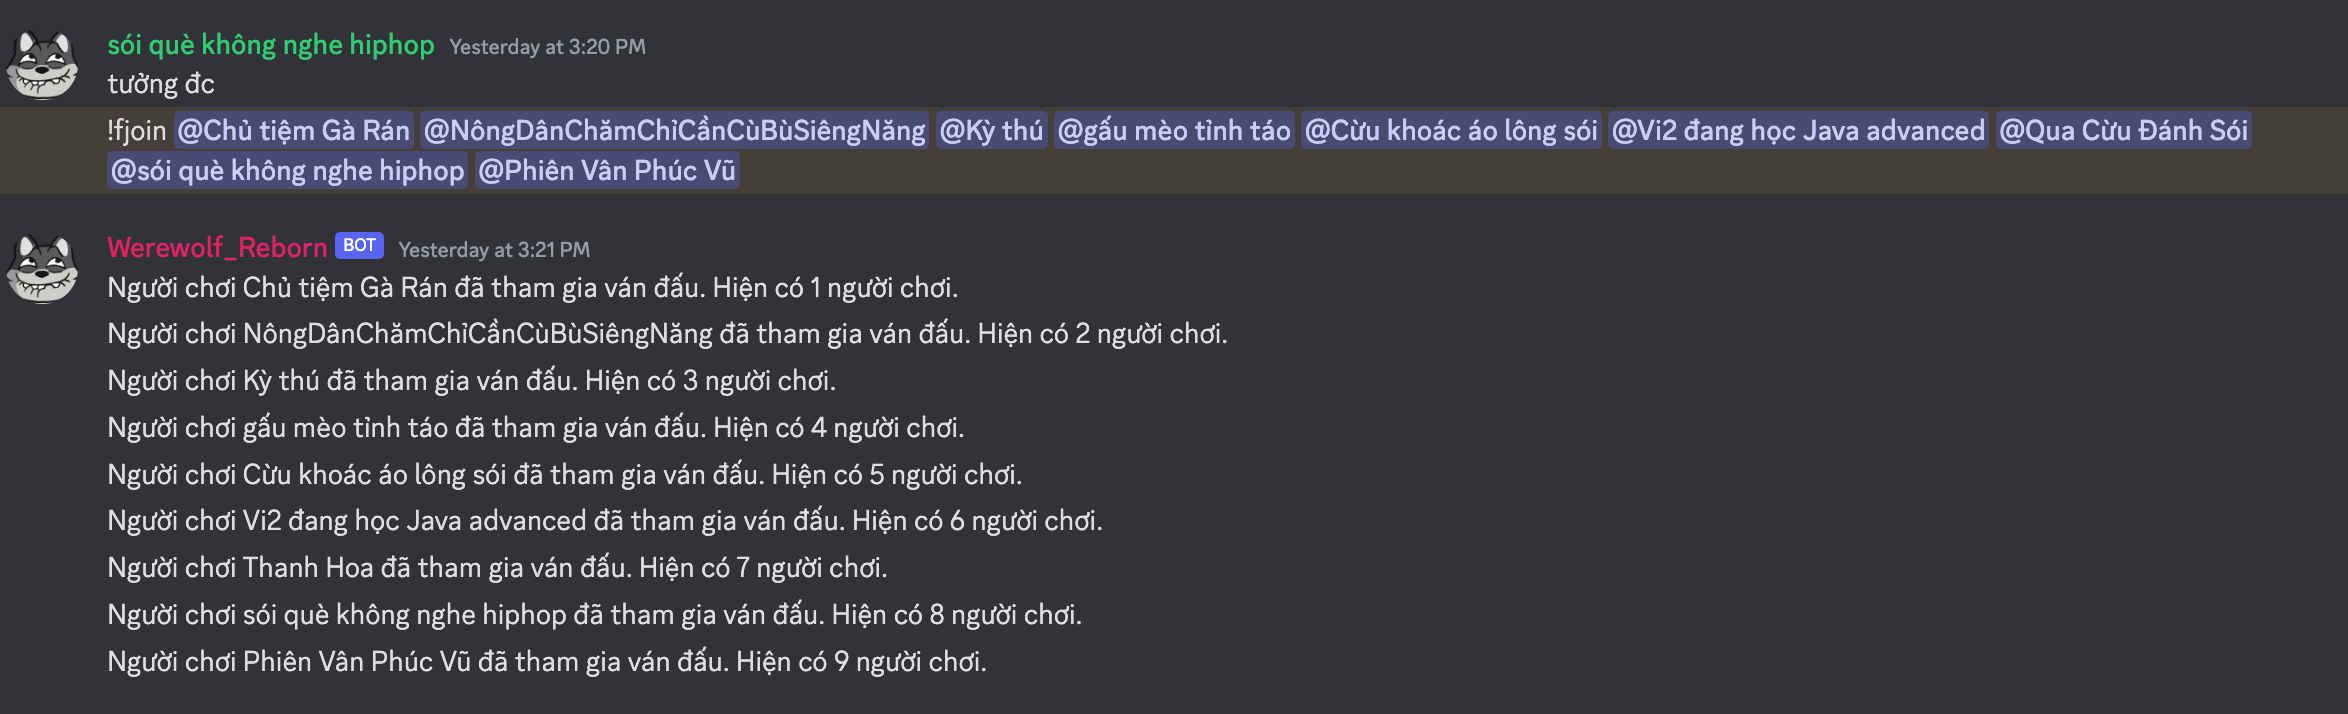 sói què không nghe hiphop Yesterday at 3:20 PM
tưởng đc
!fjoin @Chủ tiệm Gà Rán @NôngDânChămChỉCầnCùBùSiêngNăng @Kỳ thú @gấu mèo tỉnh táo @Cừu khoác áo lông sói @Vi2 đang học Java advanced @Qua Cừu Đánh Sói
@sói què không nghe hiphop @Phiên Vân Phúc Vũ
Werewolf_Reborn BOT Yesterday at 3:21 PM
Người chơi Chủ tiệm Gà Rán đã tham gia ván đấu. Hiện có 1 người chơi.
Người chơi NôngDânChămChỉCầnCùBùSiêngNăng đã tham gia ván đấu. Hiện có 2 người chơi.
Người chơi Kỳ thú đã tham gia ván đấu. Hiện có 3 người chơi.
Người chơi gấu mèo tỉnh táo đã tham gia ván đấu. Hiện có 4 người chơi.
Người chơi Cừu khoác áo lông sói đã tham gia ván đấu. Hiện có 5 người chơi.
Người chơi Vi2 đang học Java advanced đã tham gia ván đấu. Hiện có 6 người chơi.
Người chơi Thanh Hoa đã tham gia ván đấu. Hiện có 7 người chơi.
Người chơi sói què không nghe hiphop đã tham gia ván đấu. Hiện có 8 người chơi.
Người chơi Phiên Vân Phúc Vũ đã tham gia ván đấu. Hiện có 9 người chơi.